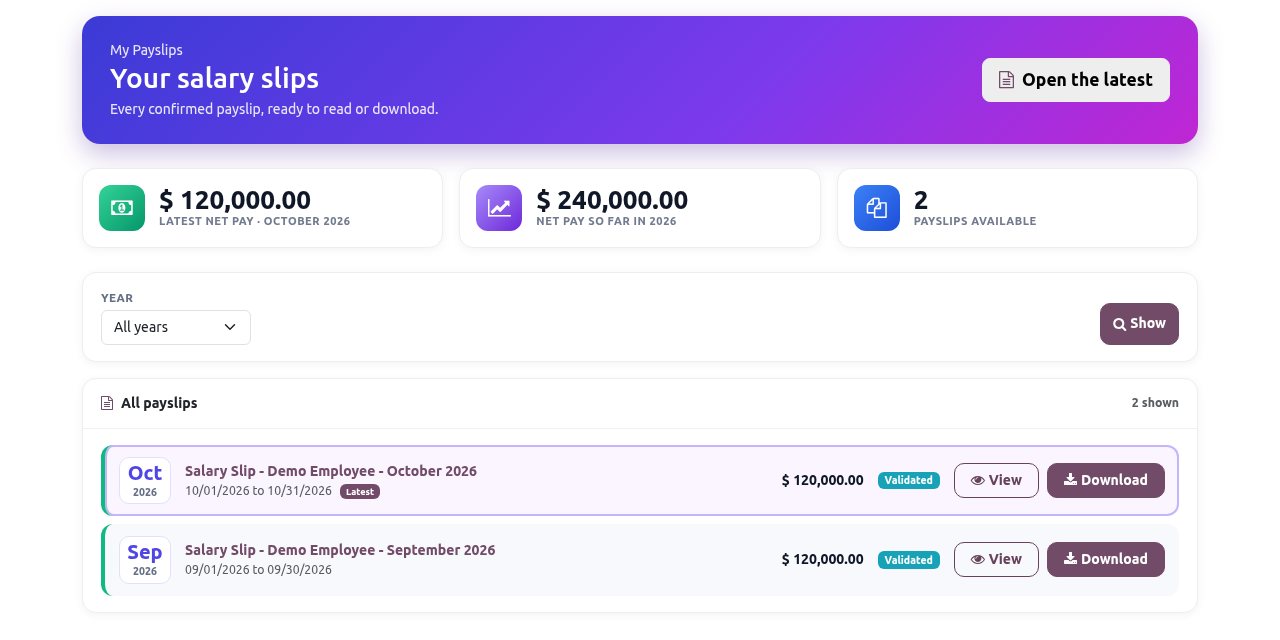 My Payslips
Your salary slips
Every confirmed payslip, ready to read or download.
Open the latest
$ 120,000.00
LATEST NET PAY · OCTOBER 2026
$ 240,000.00
NET PAY SO FAR IN 2026
2
PAYSLIPS AVAILABLE
YEAR
All years
Show
All payslips
2 shown
Oct
2026
Salary Slip - Demo Employee - October 2026
10/01/2026 to 10/31/2026 Latest
$ 120,000.00 Validated View Download
Sep
2026
Salary Slip - Demo Employee - September 2026
09/01/2026 to 09/30/2026
$ 120,000.00 Validated View Download